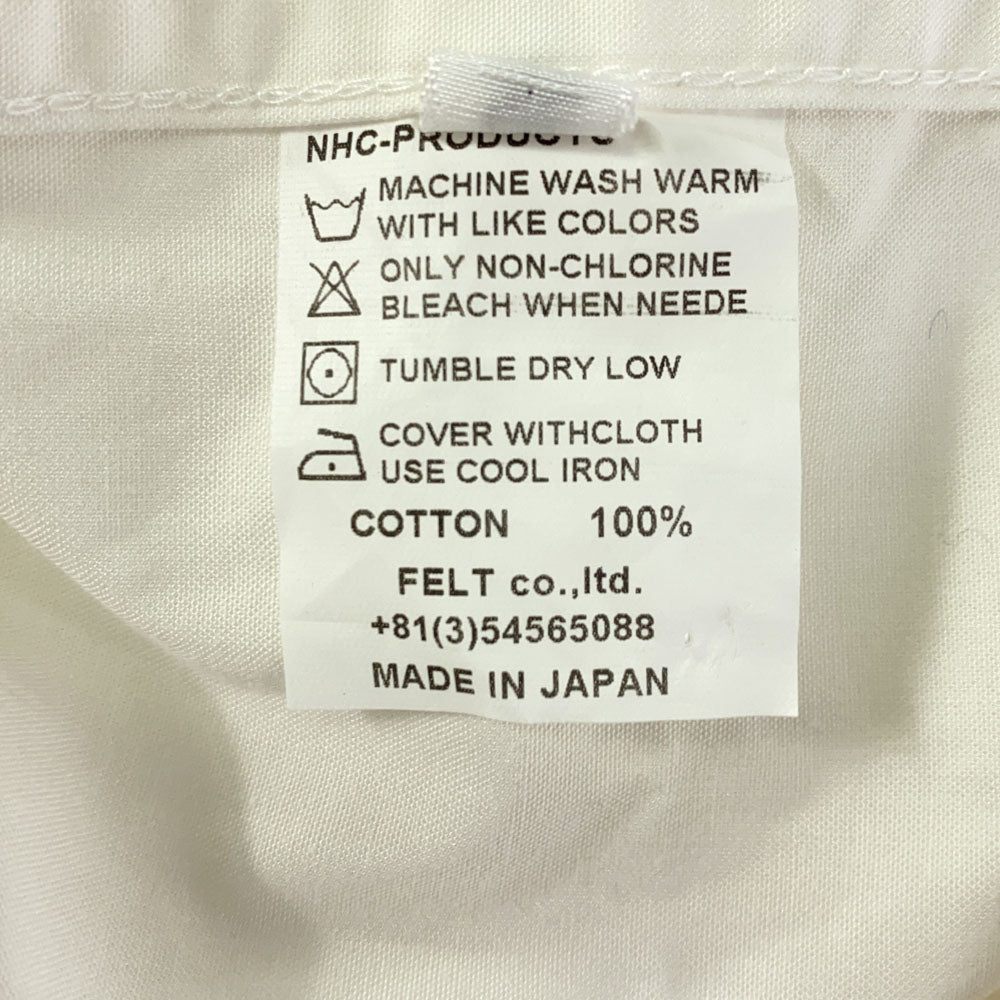 NHC-PRODUCTS
MACHINE WASH WARM
WITH LIKE COLORS
ONLY NON-CHLORINE
BLEACH WHEN NEEDE
TUMBLE DRY LOW
COVER WITHCLOTH
USE COOL IRON
COTTON 100%
FELT co.,ltd.
+81(3)54565088
MADE IN JAPAN